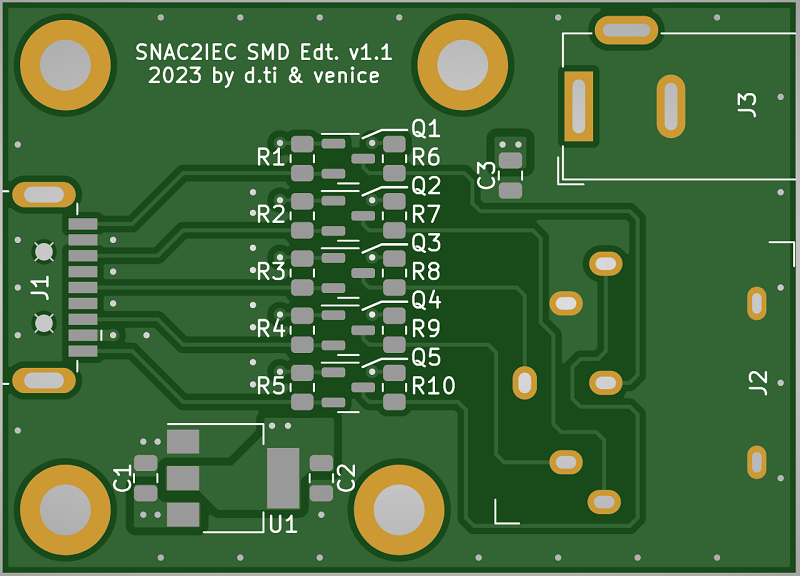 SNAC2IEC SMD Edt. v1.1
2023 by d.ti & venice
J3
Q1
R1
R6
C3
Q2
R2
R7
Q3
R3
R8
J1
Q4
R4
R9
Q5
R5
R10
J2
C1
C2
U1